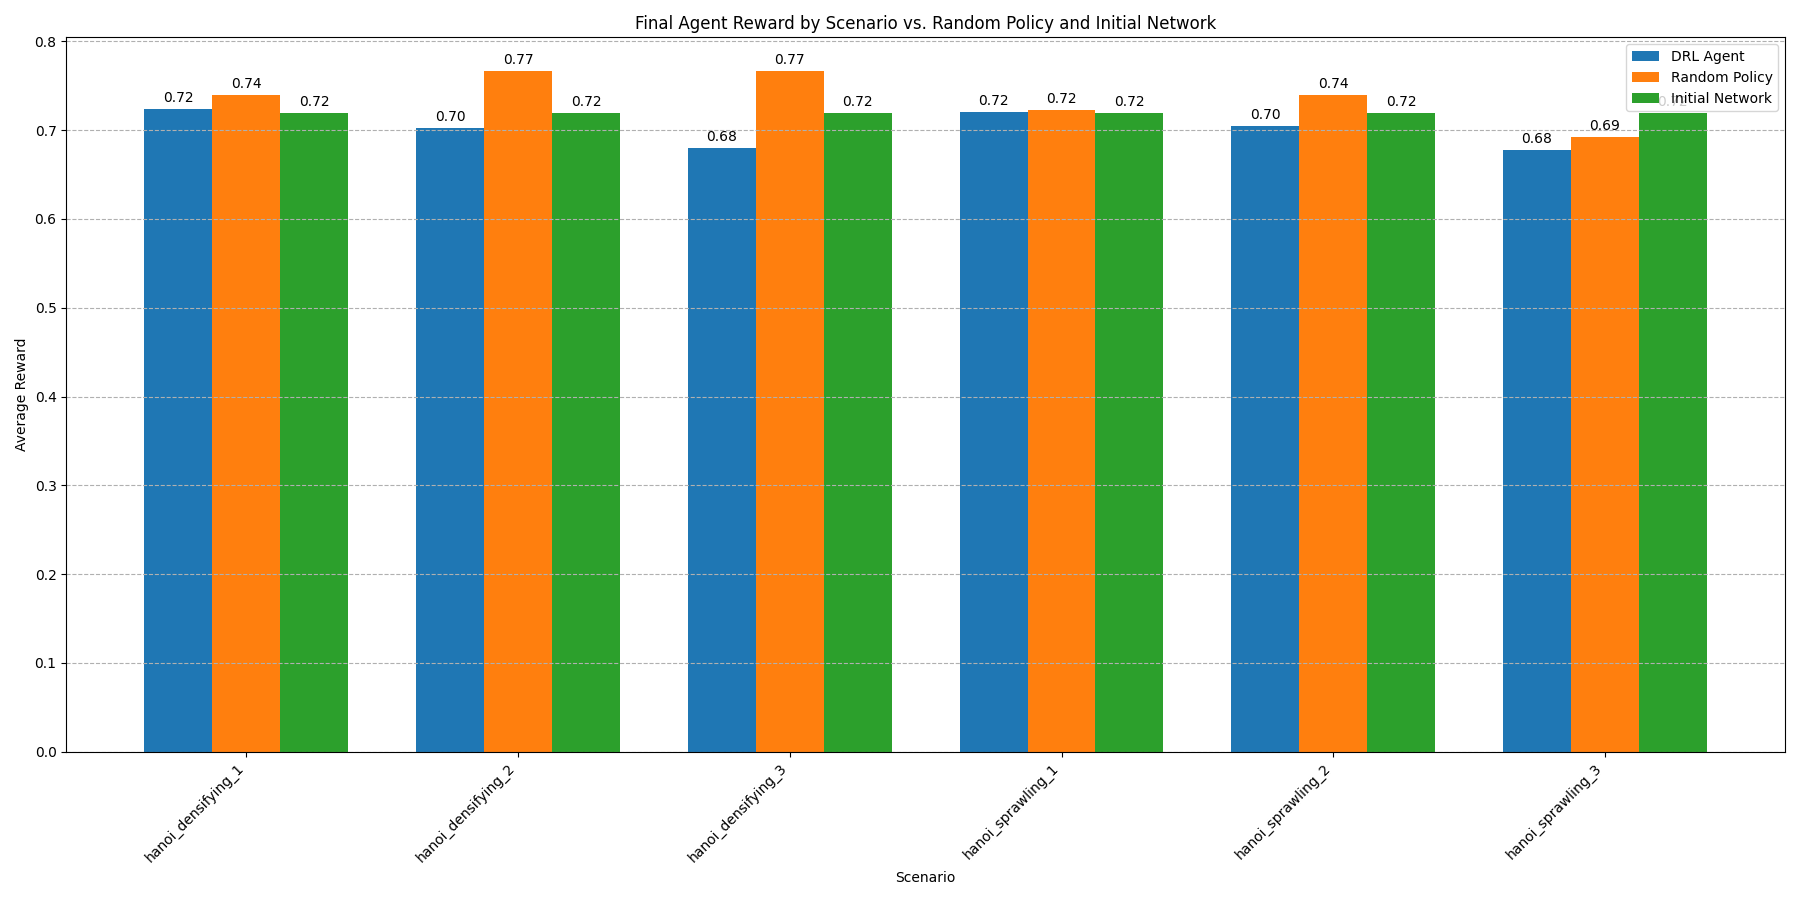 Final Agent Reward by Scenario vs. Random Policy and Initial Network
DRL Agent
Random Policy
Initial Network
Average Reward
0.8
0.7
0.6
0.5
0.4
0.3
0.2
0.1
0.0
0.72 0.74 0.72
0.70 0.77 0.72
0.68 0.77 0.72
0.72 0.72 0.72
0.70 0.74 0.72
0.68 0.69 0.72
hanoi_densifying_1
hanoi_densifying_2
hanoi_densifying_3
hanoi_sprawling_1
hanoi_sprawling_2
hanoi_sprawling_3
Scenario